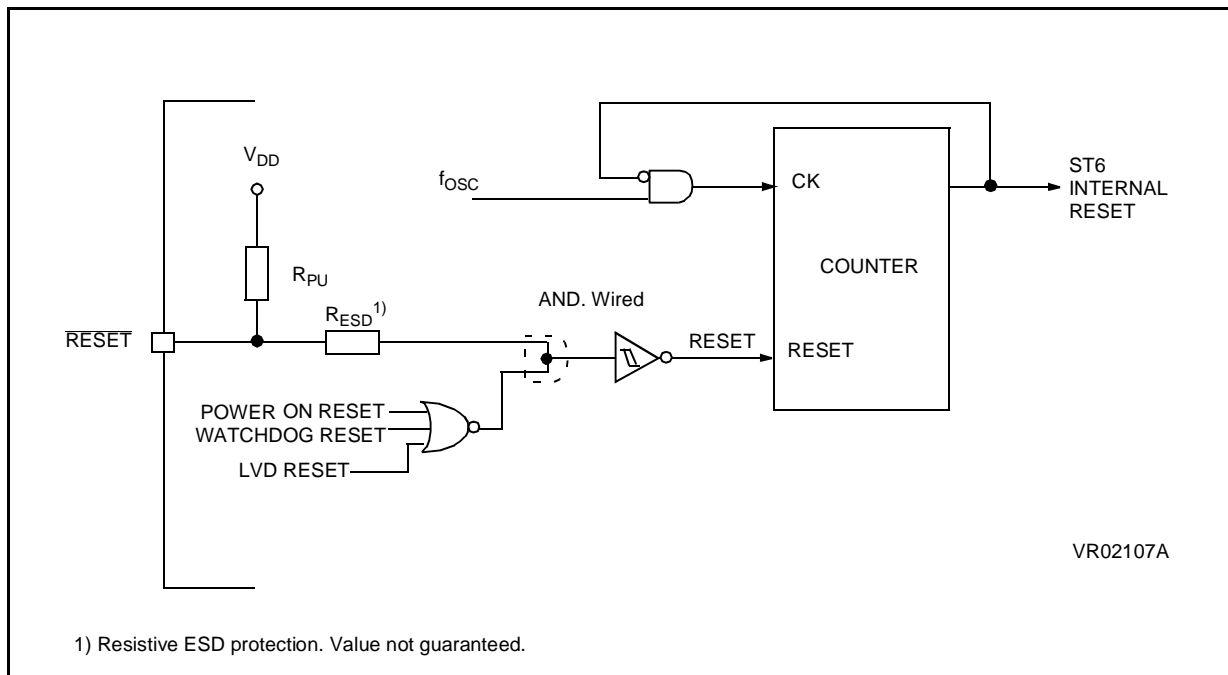 V_DD
f_OSC
CK
ST6
INTERNAL
RESET
R_PU
COUNTER
AND. Wired
R_ESD 1)
RESET
RESET
RESET
POWER ON RESET
WATCHDOG RESET
LVD RESET
VR02107A
1) Resistive ESD protection. Value not guaranteed.